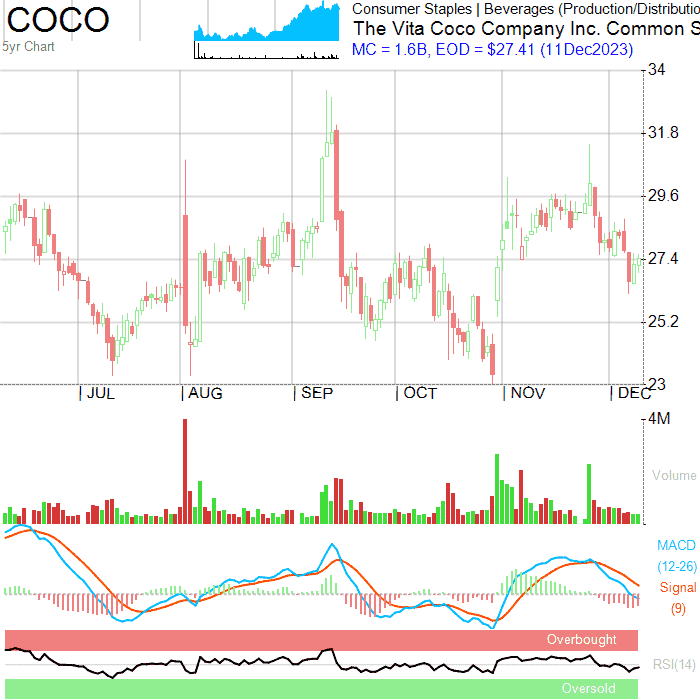 COCO
5yr Chart
Consumer Staples | Beverages (Production/Distributio
The Vita Coco Company Inc. Common S
MC = 1.6B, EOD = $27.41 (11Dec2023)
34
31.8
29.6
27.4
25.2
23
JUL AUG SEP OCT NOV DEC
4M
Volume
MACD
(12-26)
Signal
(9)
Overbought
RSI(14)
Oversold